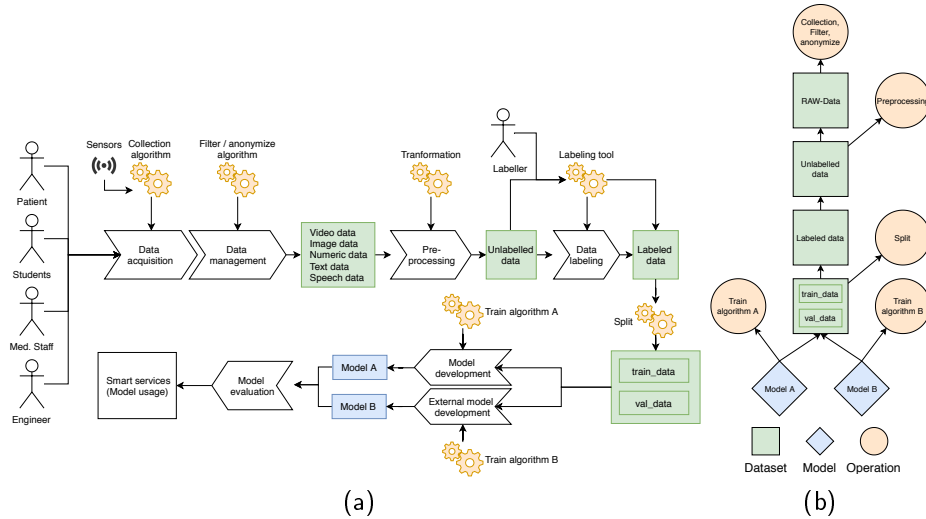 Patient
Students
Med. Staff
Engineer
Sensors
Collection
algorithm
Filter / anonymize
algorithm
Data
acquisition
Data
management
Video data
Image data
Numeric data
Text data
Speech data
Tranformation
Pre-
processing
Unlabelled
data
Labeller
Labeling tool
Data
labeling
Labeled
data
Split
train_data
val_data
Train algorithm A
Model
development
External model
development
Train algorithm B
Model A
Model B
Model
evaluation
Smart services
(Model usage)
(a)
Collection,
Filter,
anonymize
RAW-Data
Preprocessing
Unlabelled
data
Labeled data
Split
train_data
val_data
Train
algorithm A
Train
algorithm B
Model A
Model B
Dataset
Model
Operation
(b)